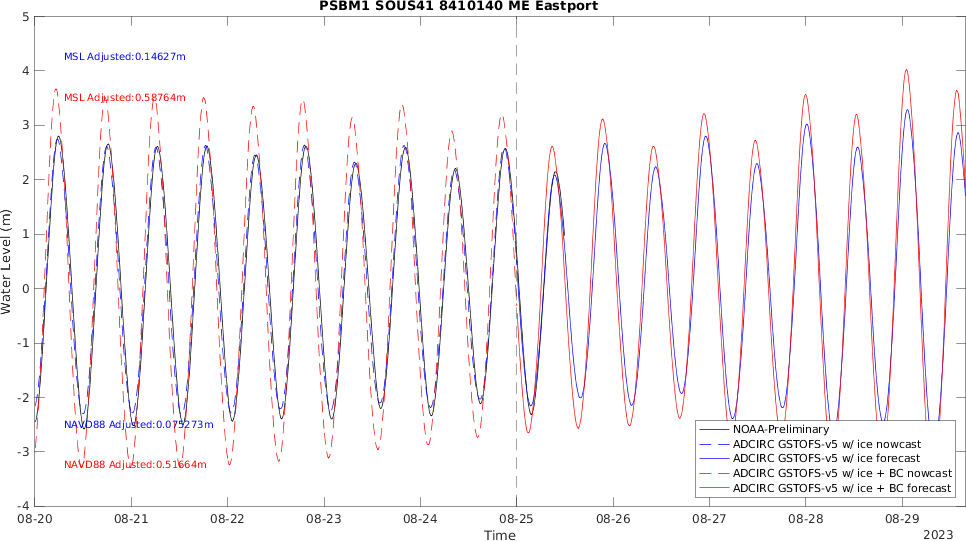 PSBM1 SOUS41 8410140 ME Eastport
5
4
3
2
1
0
-1
-2
-3
-4
Water Level (m)
MSL Adjusted:0.14627m
MSL Adjusted:0.58764m
NAVD88 Adjusted:0.075273m
NAVD88 Adjusted:0.51664m
NOAA-Preliminary
ADCIRC GSTOFS-v5 w/ ice nowcast
ADCIRC GSTOFS-v5 w/ ice forecast
ADCIRC GSTOFS-v5 w/ ice + BC nowcast
ADCIRC GSTOFS-v5 w/ ice + BC forecast
08-20 08-21 08-22 08-23 08-24 08-25 08-26 08-27 08-28 08-29
Time
2023